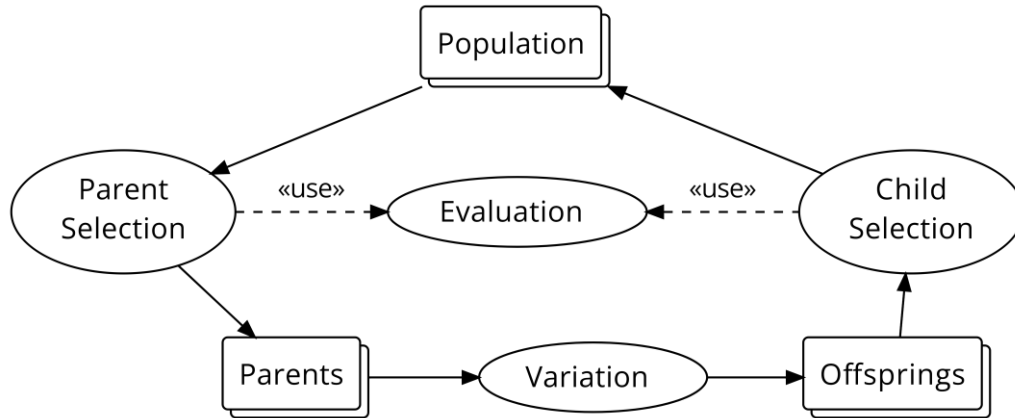 Population
Parent
Selection
«use»
Evaluation
«use»
Child
Selection
Parents
Variation
Offsprings